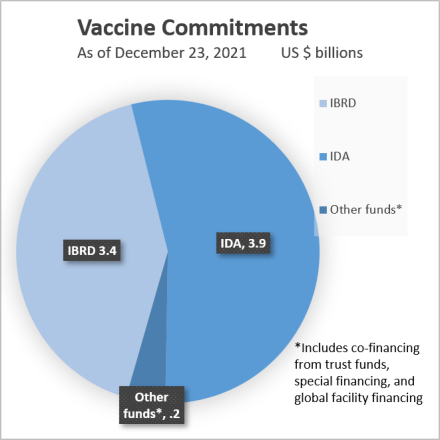 Vaccine Commitments
As of December 23, 2021 US $ billions
IBRD
IDA
Other funds*
IBRD 3.4
IDA, 3.9
Other
funds*, .2
*Includes co-financing
from trust funds,
special financing, and
global facility financing